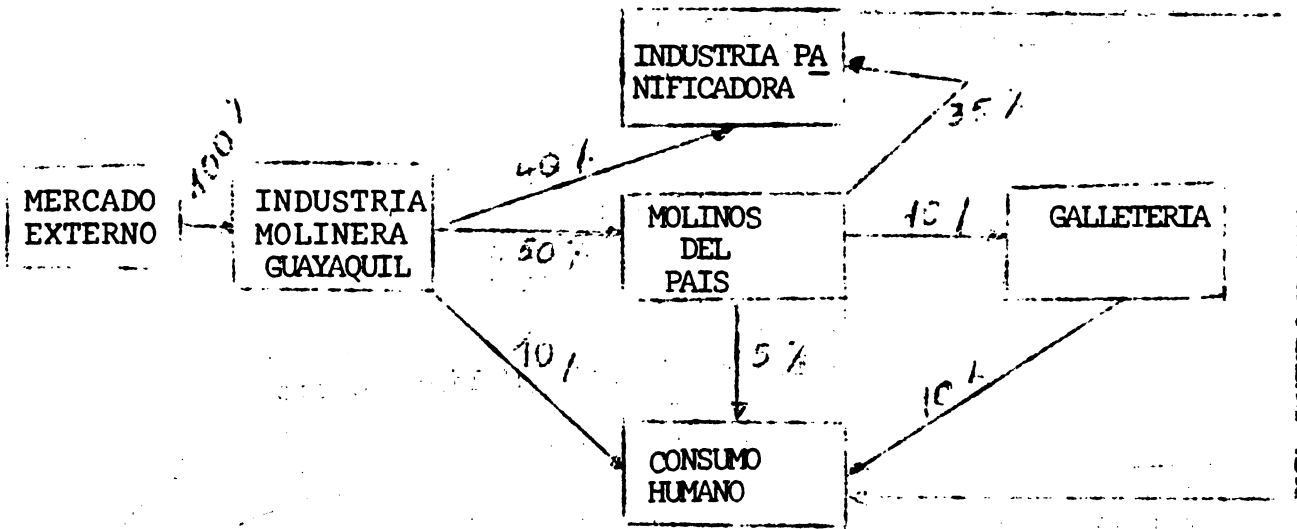 INDUSTRIA PA
NIFICADORA
35 %
100 %
40 %
MERCADO
EXTERNO
INDUSTRIA
MOLINERA
GUAYAQUIL
50 %
MOLINOS
DEL
PAIS
10 %
GALLETERIA
10 %
5 %
10 %
CONSUMO
HUMANO